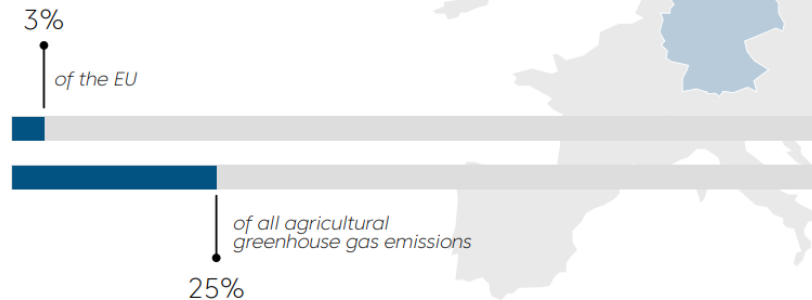 3%
of the EU
of all agricultural
greenhouse gas emissions
25%